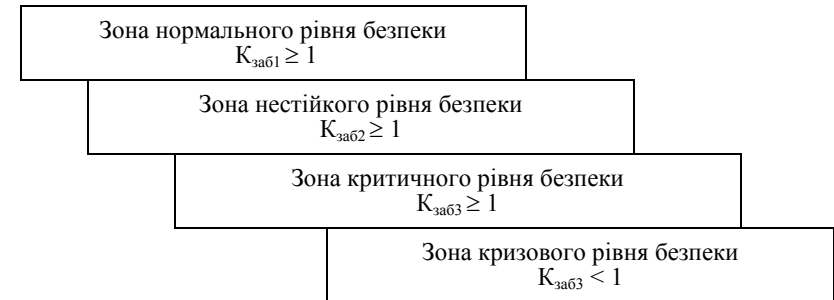 Зона нормального рівня безпеки
Кзаб1 ≥ 1
Зона нестійкого рівня безпеки
Кзаб2 ≥ 1
Зона критичного рівня безпеки
Кзаб3 ≥ 1
Зона кризового рівня безпеки
Кзаб3 < 1